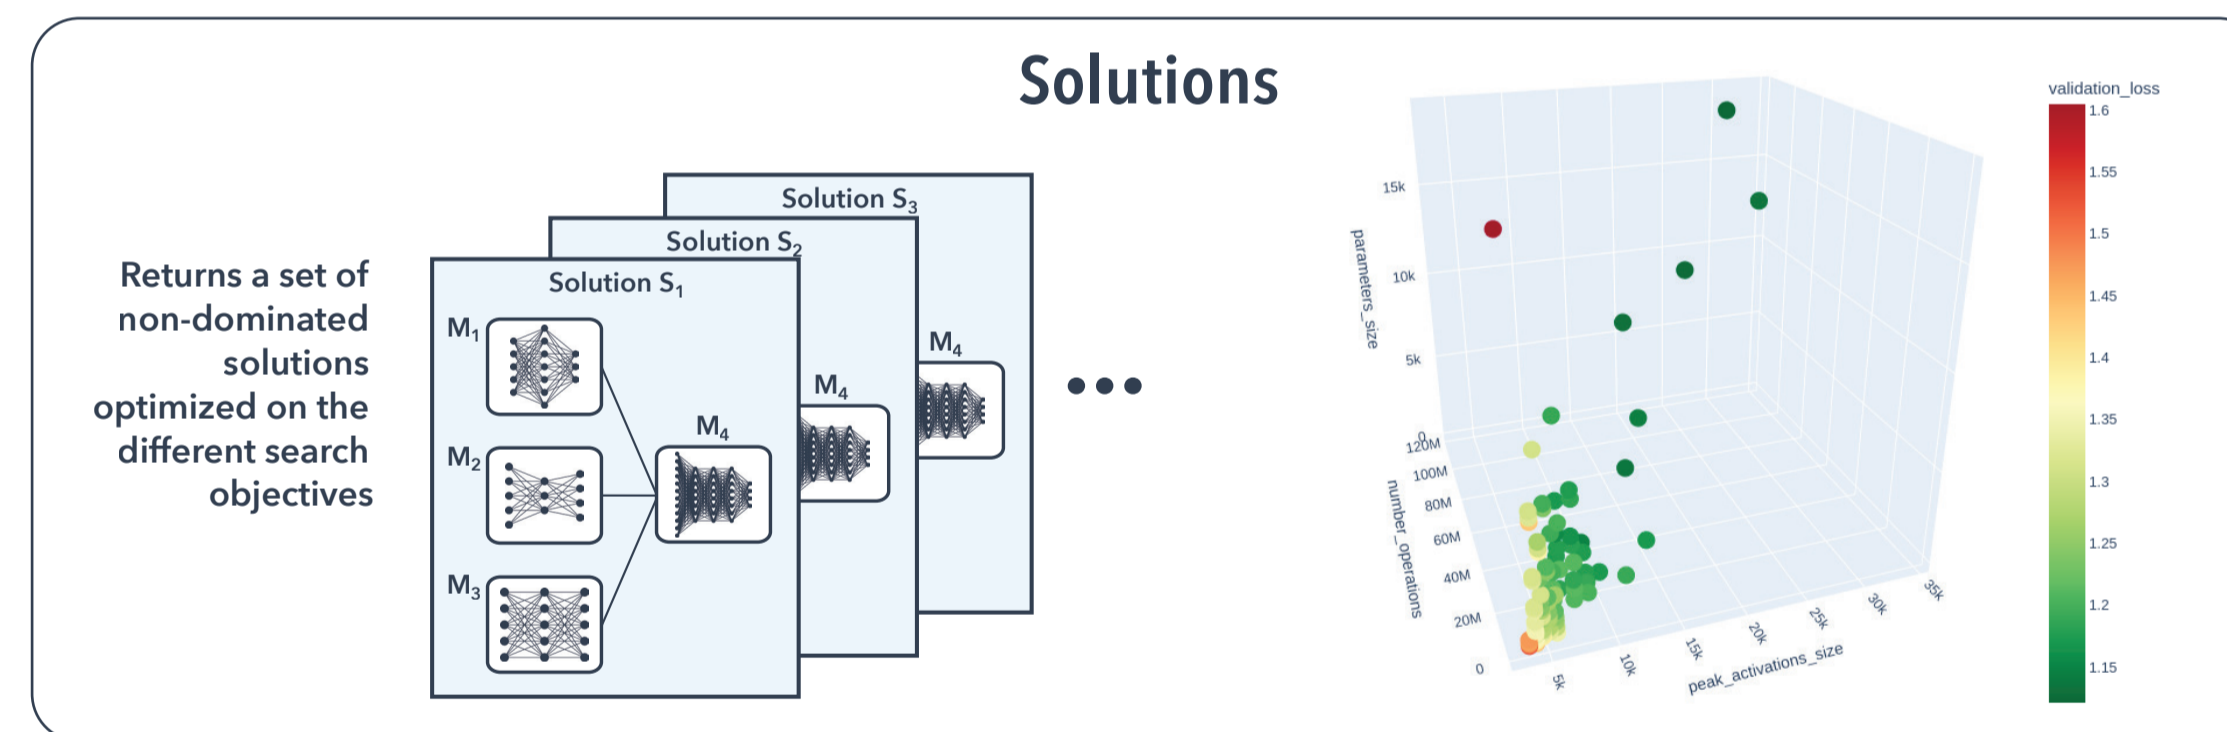 Solutions
Returns a set of
non-dominated
solutions
optimized on the
different search
objectives
Solution S₃
Solution S₂
Solution S₁
M₁
M₂
M₃
M₄
M₄
M₄
validation_loss
1.6
1.55
1.5
1.45
1.4
1.35
1.3
1.25
1.2
1.15
parameters_size
15k
10k
5k
0
number_operations
120M
100M
80M
60M
40M
20M
0
peak_activations_size
5k
10k
15k
20k
25k
30k
35k